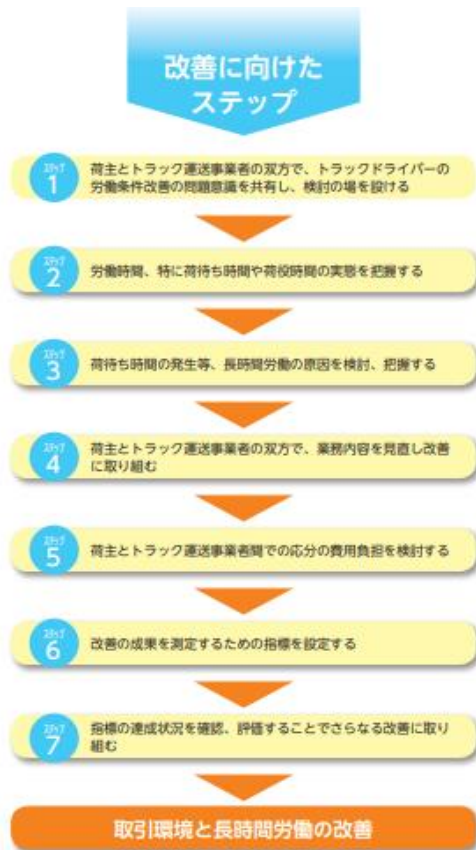 改善に向けた
ステップ
ステップ
1
荷主とトラック運送事業者の双方で、トラックドライバーの
労働条件改善の問題意識を共有し、検討の場を設ける
ステップ
2
労働時間、特に荷待ち時間や荷役時間の実態を把握する
ステップ
3
荷待ち時間の発生等、長時間労働の原因を検討、把握する
ステップ
4
荷主とトラック運送事業者の双方で、業務内容を見直し改善
に取り組む
ステップ
5
荷主とトラック運送事業者間での応分の費用負担を検討する
ステップ
6
改善の成果を測定するための指標を設定する
ステップ
7
指標の達成状況を確認、評価することでさらなる改善に取り
組む
取引環境と長時間労働の改善